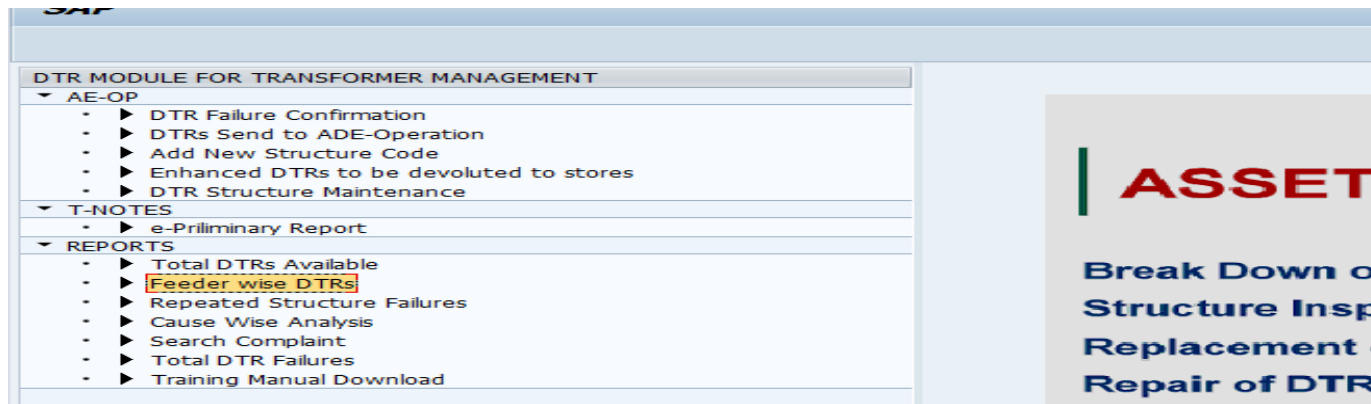 SAP
DTR MODULE FOR TRANSFORMER MANAGEMENT
AE-OP
DTR Failure Confirmation
DTRs Send to ADE-Operation
Add New Structure Code
Enhanced DTRs to be devoluted to stores
DTR Structure Maintenance
T-NOTES
e-Priliminary Report
REPORTS
Total DTRs Available
Feeder wise DTRs
Repeated Structure Failures
Cause Wise Analysis
Search Complaint
Total DTR Failures
Training Manual Download
ASSET
Break Down
Structure Insp
Replacement
Repair of DTR